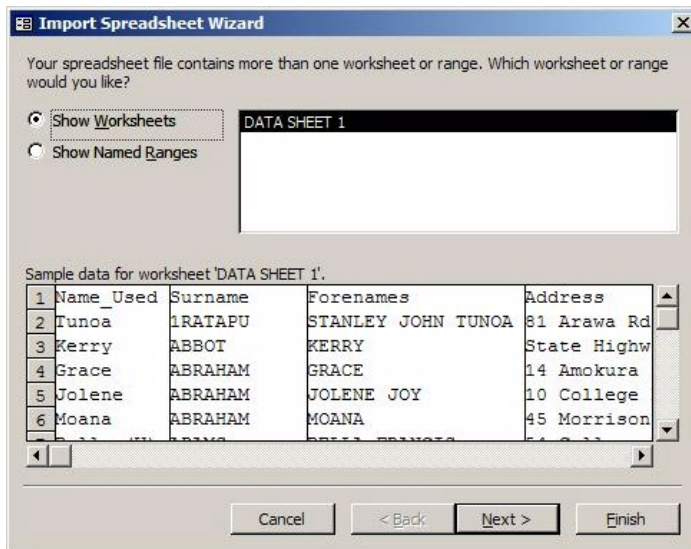 Import Spreadsheet Wizard
Your spreadsheet file contains more than one worksheet or range. Which worksheet or range
would you like?
Show Worksheets
Show Named Ranges
DATA SHEET 1
Sample data for worksheet 'DATA SHEET 1'.
1 Name_Used Surname Forenames Address
2 Tunoa 1RATAPU STANLEY JOHN TUNOA 81 Arawa Rd
3 Kerry ABBOT KERRY State Highw
4 Grace ABRAHAM GRACE 14 Amokura
5 Jolene ABRAHAM JOLENE JOY 10 College
6 Moana ABRAHAM MOANA 45 Morrison
Cancel < Back Next > Finish